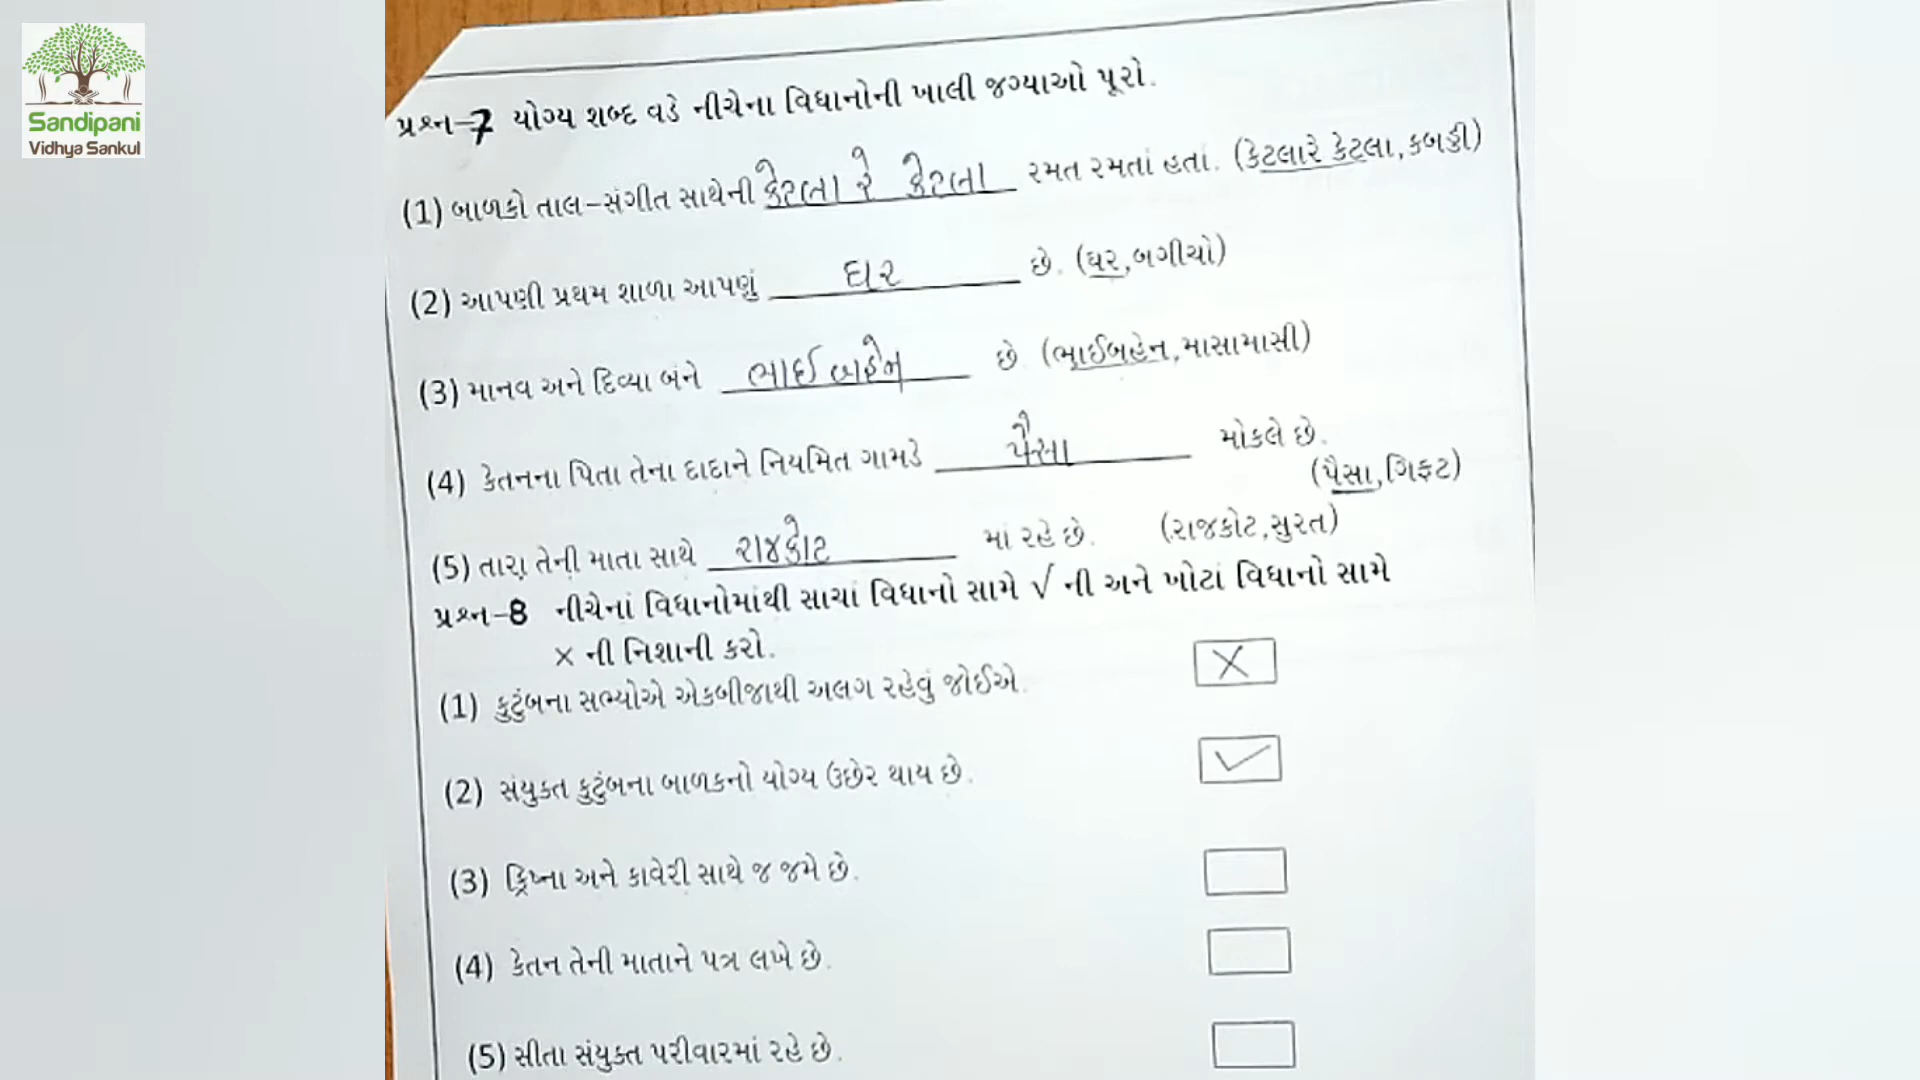 Sandipani
Vidhya Sankul
પ્રશ્ન-7 યોગ્ય શબ્દ વડે નીચેના વિધાનોની ખાલી જગ્યાઓ પૂરો.
(1) બાળકો તાલ-સંગીત સાથેની કેટલા રે કેટલા રમત રમતાં હતાં. (કેટલારે કેટલા,કબડ્ડી)
(2) આપણી પ્રથમ શાળા આપણું ઘર છે. (ઘર,બગીચો)
(3) માનવ અને દિવ્યા બંને ભાઈ બહેન છે. (ભાઈબહેન,માસામાસી)
(4) કેતનના પિતા તેના દાદાને નિયમિત ગામડે પૈસા મોકલે છે.
(પૈસા,ગિફટ)
(5) તારા તેની માતા સાથે રાજકોટ માં રહે છે. (રાજકોટ,સુરત)
પ્રશ્ન-8 નીચેનાં વિધાનોમાંથી સાચાં વિધાનો સામે √ ની અને ખોટાં વિધાનો સામે
× ની નિશાની કરો.
(1) કુટુંબના સભ્યોએ એકબીજાથી અલગ રહેવું જોઈએ. ×
(2) સંયુક્ત કુટુંબના બાળકનો યોગ્ય ઉછેર થાય છે. ✓
(3) ક્રિષ્ના અને કાવેરી સાથે જ જમે છે.
(4) કેતન તેની માતાને પત્ર લખે છે.
(5) સીતા સંયુક્ત પરીવારમાં રહે છે.